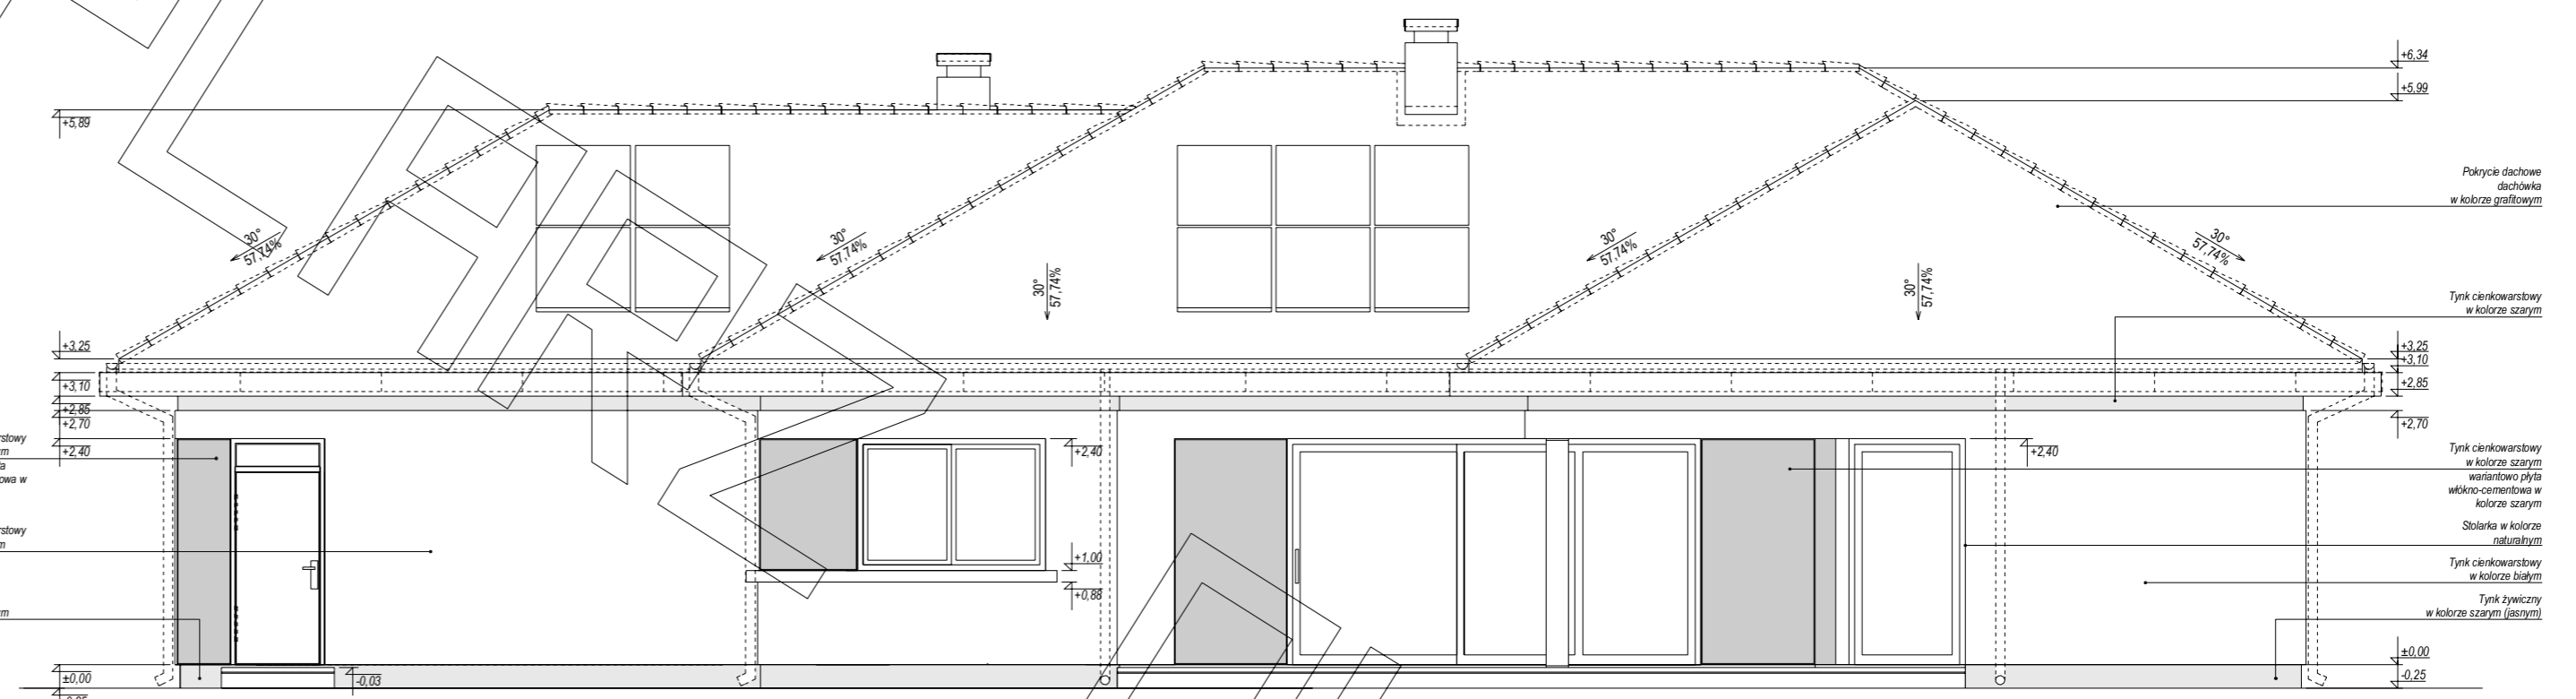 +6,34
+5,99
+5,89
Pokrycie dachowe
dachówka
w kolorze grafitowym
30°
57,74%
30°
57,74%
30°
57,74%
30°
57,74%
30°
57,74%
30°
57,74%
Tynk cienkowarstowy
w kolorze szarym
+3,25
+3,10
+2,85
+2,70
+2,40
+3,25
+3,10
+2,85
+2,70
+2,40
+2,40
Tynk cienkowarstowy
w kolorze szarym
wariantowo płyta
włókno-cementowa w
kolorze szarym
Stolarka w kolorze
naturalnym
+1,00
+0,88
Tynk cienkowarstowy
w kolorze białym
Tynk żywiczny
w kolorze szarym (jasnym)
±0,00
-0,03
±0,00
-0,25